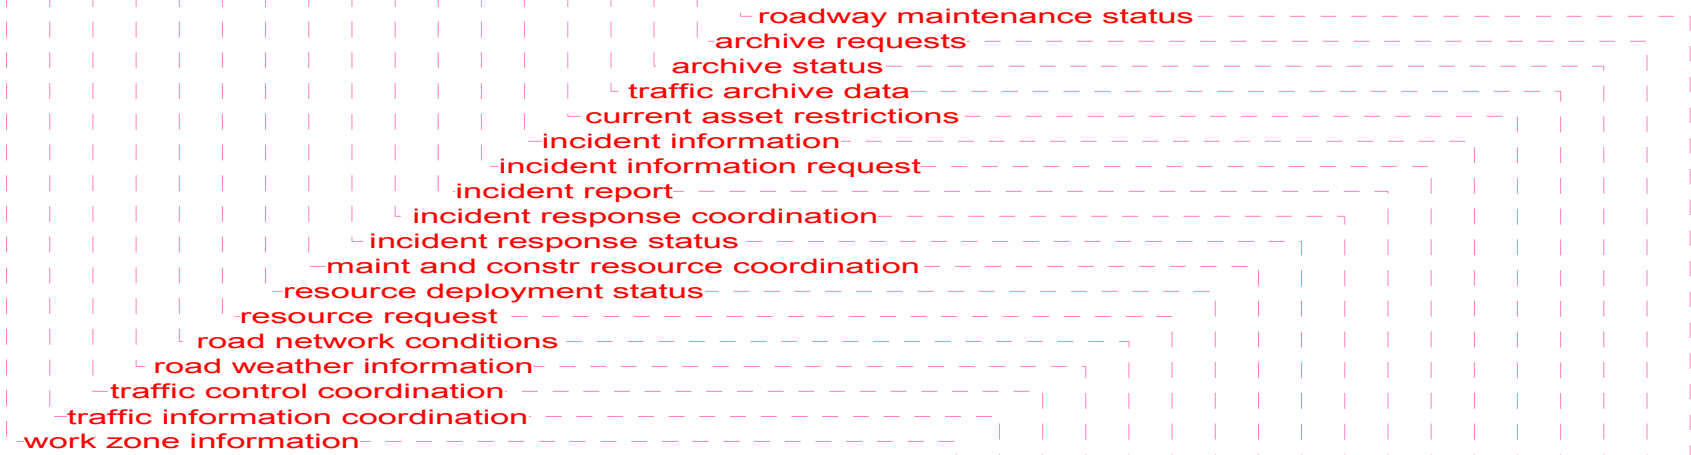 roadway maintenance status
archive requests
archive status
traffic archive data
current asset restrictions
incident information
incident information request
incident report
incident response coordination
incident response status
maint and constr resource coordination
resource deployment status
resource request
road network conditions
road weather information
traffic control coordination
traffic information coordination
work zone information